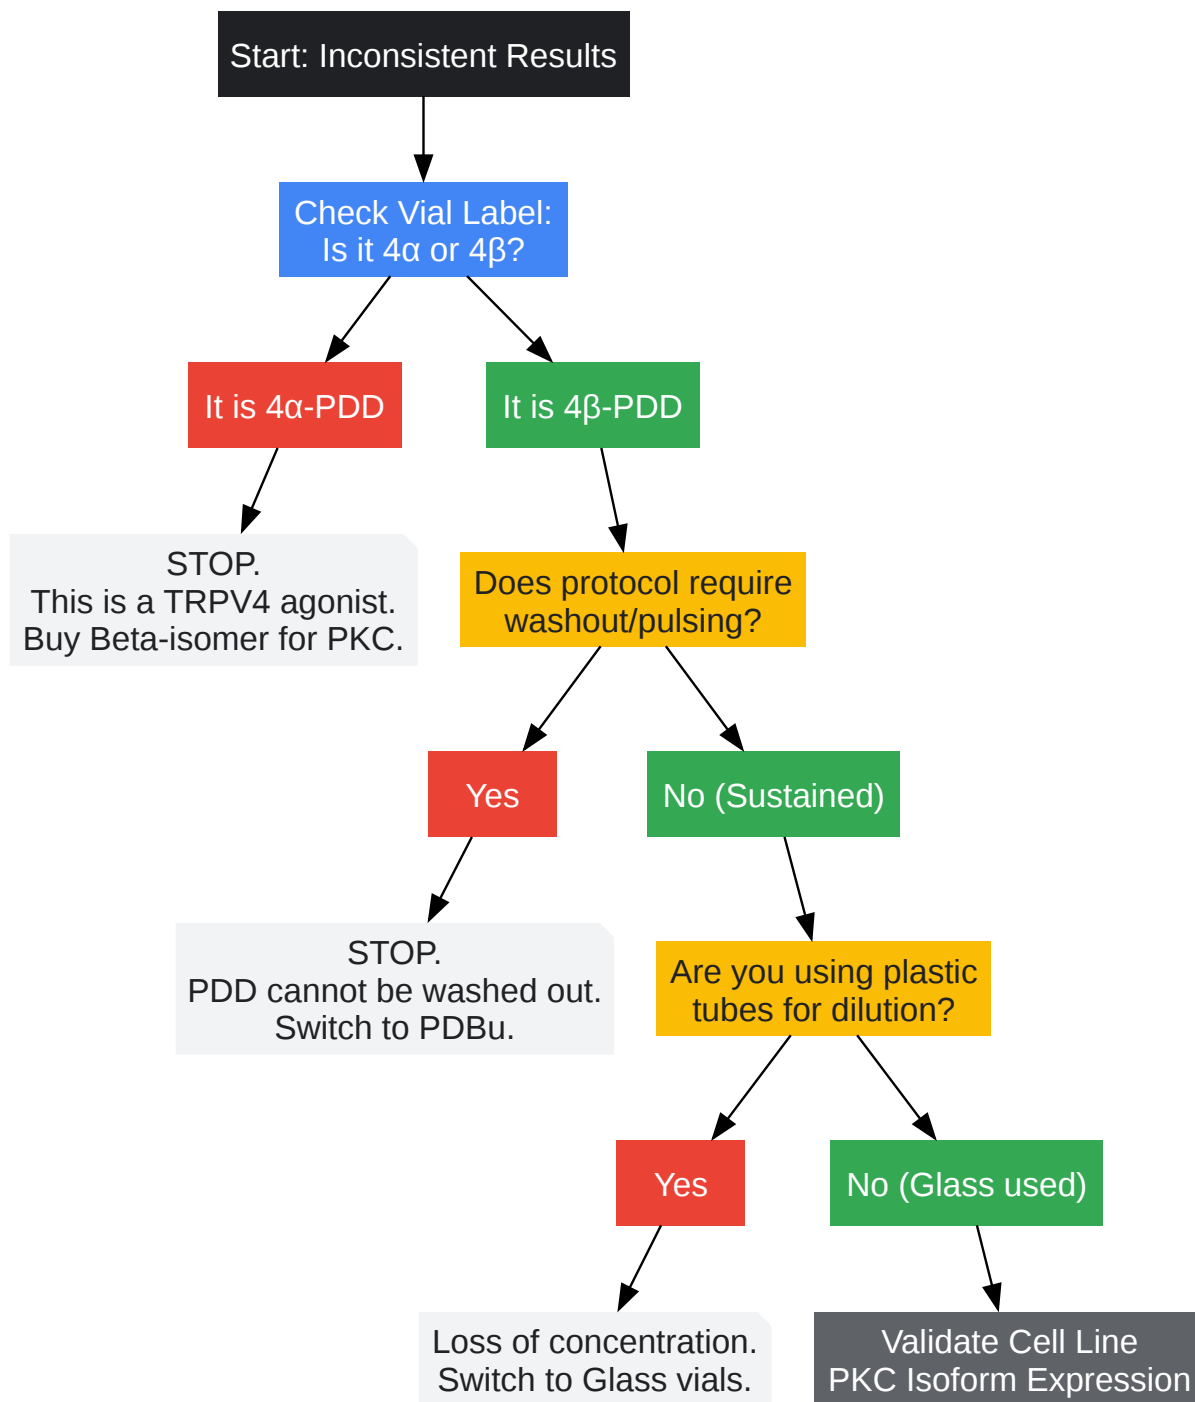 Start: Inconsistent Results
Check Vial Label:
Is it 4α or 4β?
It is 4α-PDD
It is 4β-PDD
STOP.
This is a TRPV4 agonist.
Buy Beta-isomer for PKC.
Does protocol require
washout/pulsing?
Yes
No (Sustained)
STOP.
PDD cannot be washed out.
Switch to PDBu.
Are you using plastic
tubes for dilution?
Yes
No (Glass used)
Loss of concentration.
Switch to Glass vials.
Validate Cell Line
PKC Isoform Expression